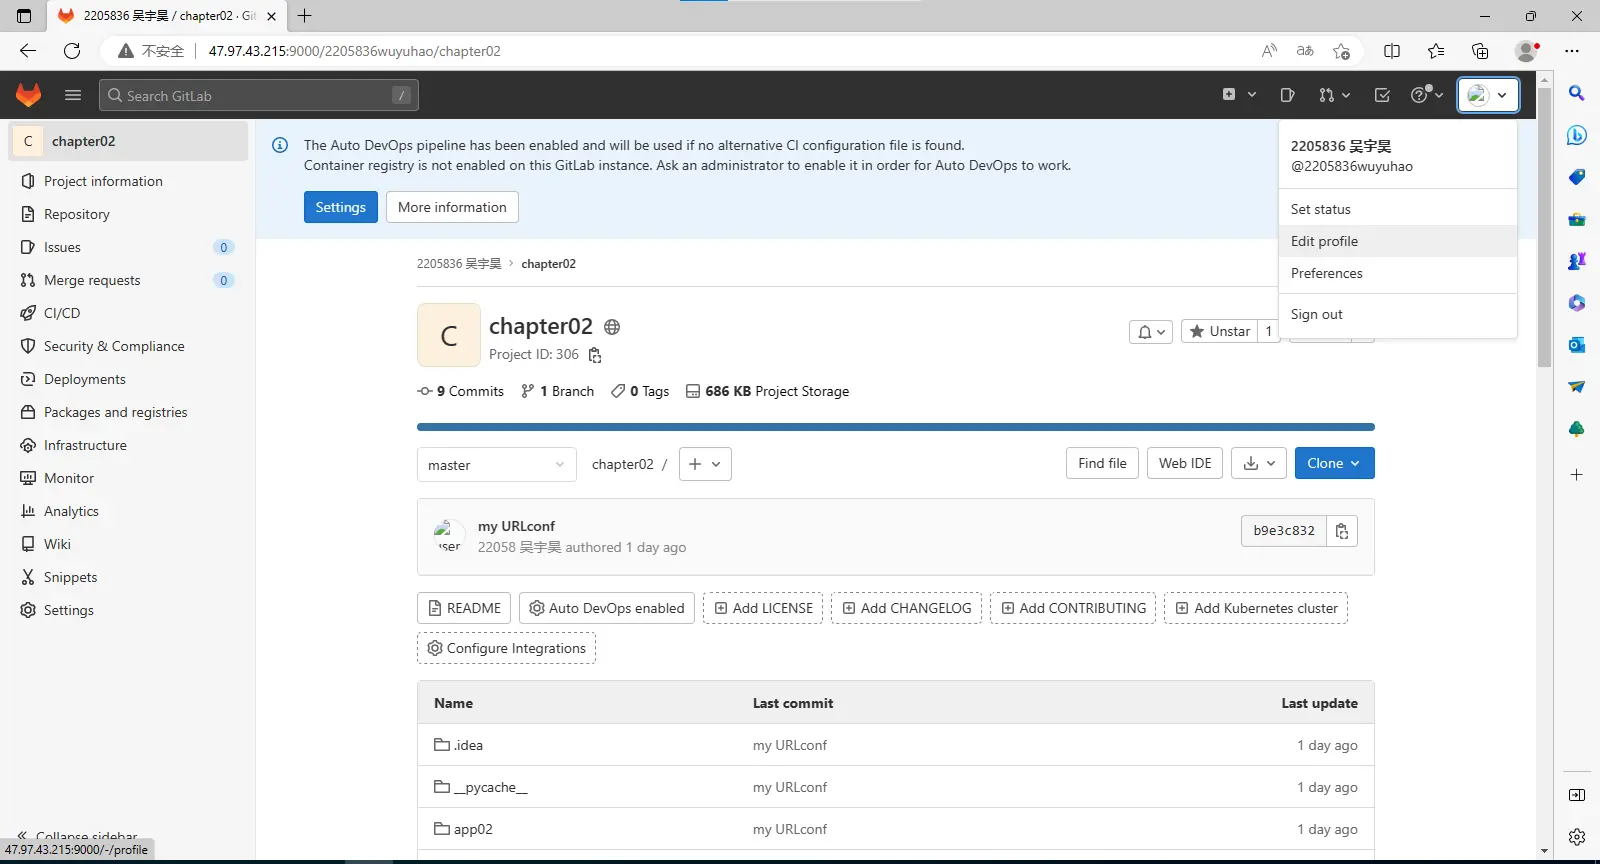 2205836 吴宇昊 / chapter02 · Git
不安全
47.97.43.215:9000/2205836wuyuhao/chapter02
Search GitLab
/
C chapter02
Project information
Repository
Issues 0
Merge requests 0
CI/CD
Security & Compliance
Deployments
Packages and registries
Infrastructure
Monitor
Analytics
Wiki
Snippets
Settings
Collapse sidebar
47.97.43.215:9000/-/profile
The Auto DevOps pipeline has been enabled and will be used if no alternative CI configuration file is found.
Container registry is not enabled on this GitLab instance. Ask an administrator to enable it in order for Auto DevOps to work.
Settings More information
2205836 吴宇昊
@2205836wuyuhao
Set status
Edit profile
Preferences
Sign out
2205836 吴宇昊 › chapter02
C
chapter02
Project ID: 306
Unstar 1
9 Commits 1 Branch 0 Tags 686 KB Project Storage
master chapter02 / + Find file Web IDE Clone
user
my URLconf
22058 吴宇昊 authored 1 day ago
b9e3c832
README Auto DevOps enabled Add LICENSE Add CHANGELOG Add CONTRIBUTING Add Kubernetes cluster
Configure Integrations
Name Last commit Last update
.idea my URLconf 1 day ago
__pycache__ my URLconf 1 day ago
app02 my URLconf 1 day ago